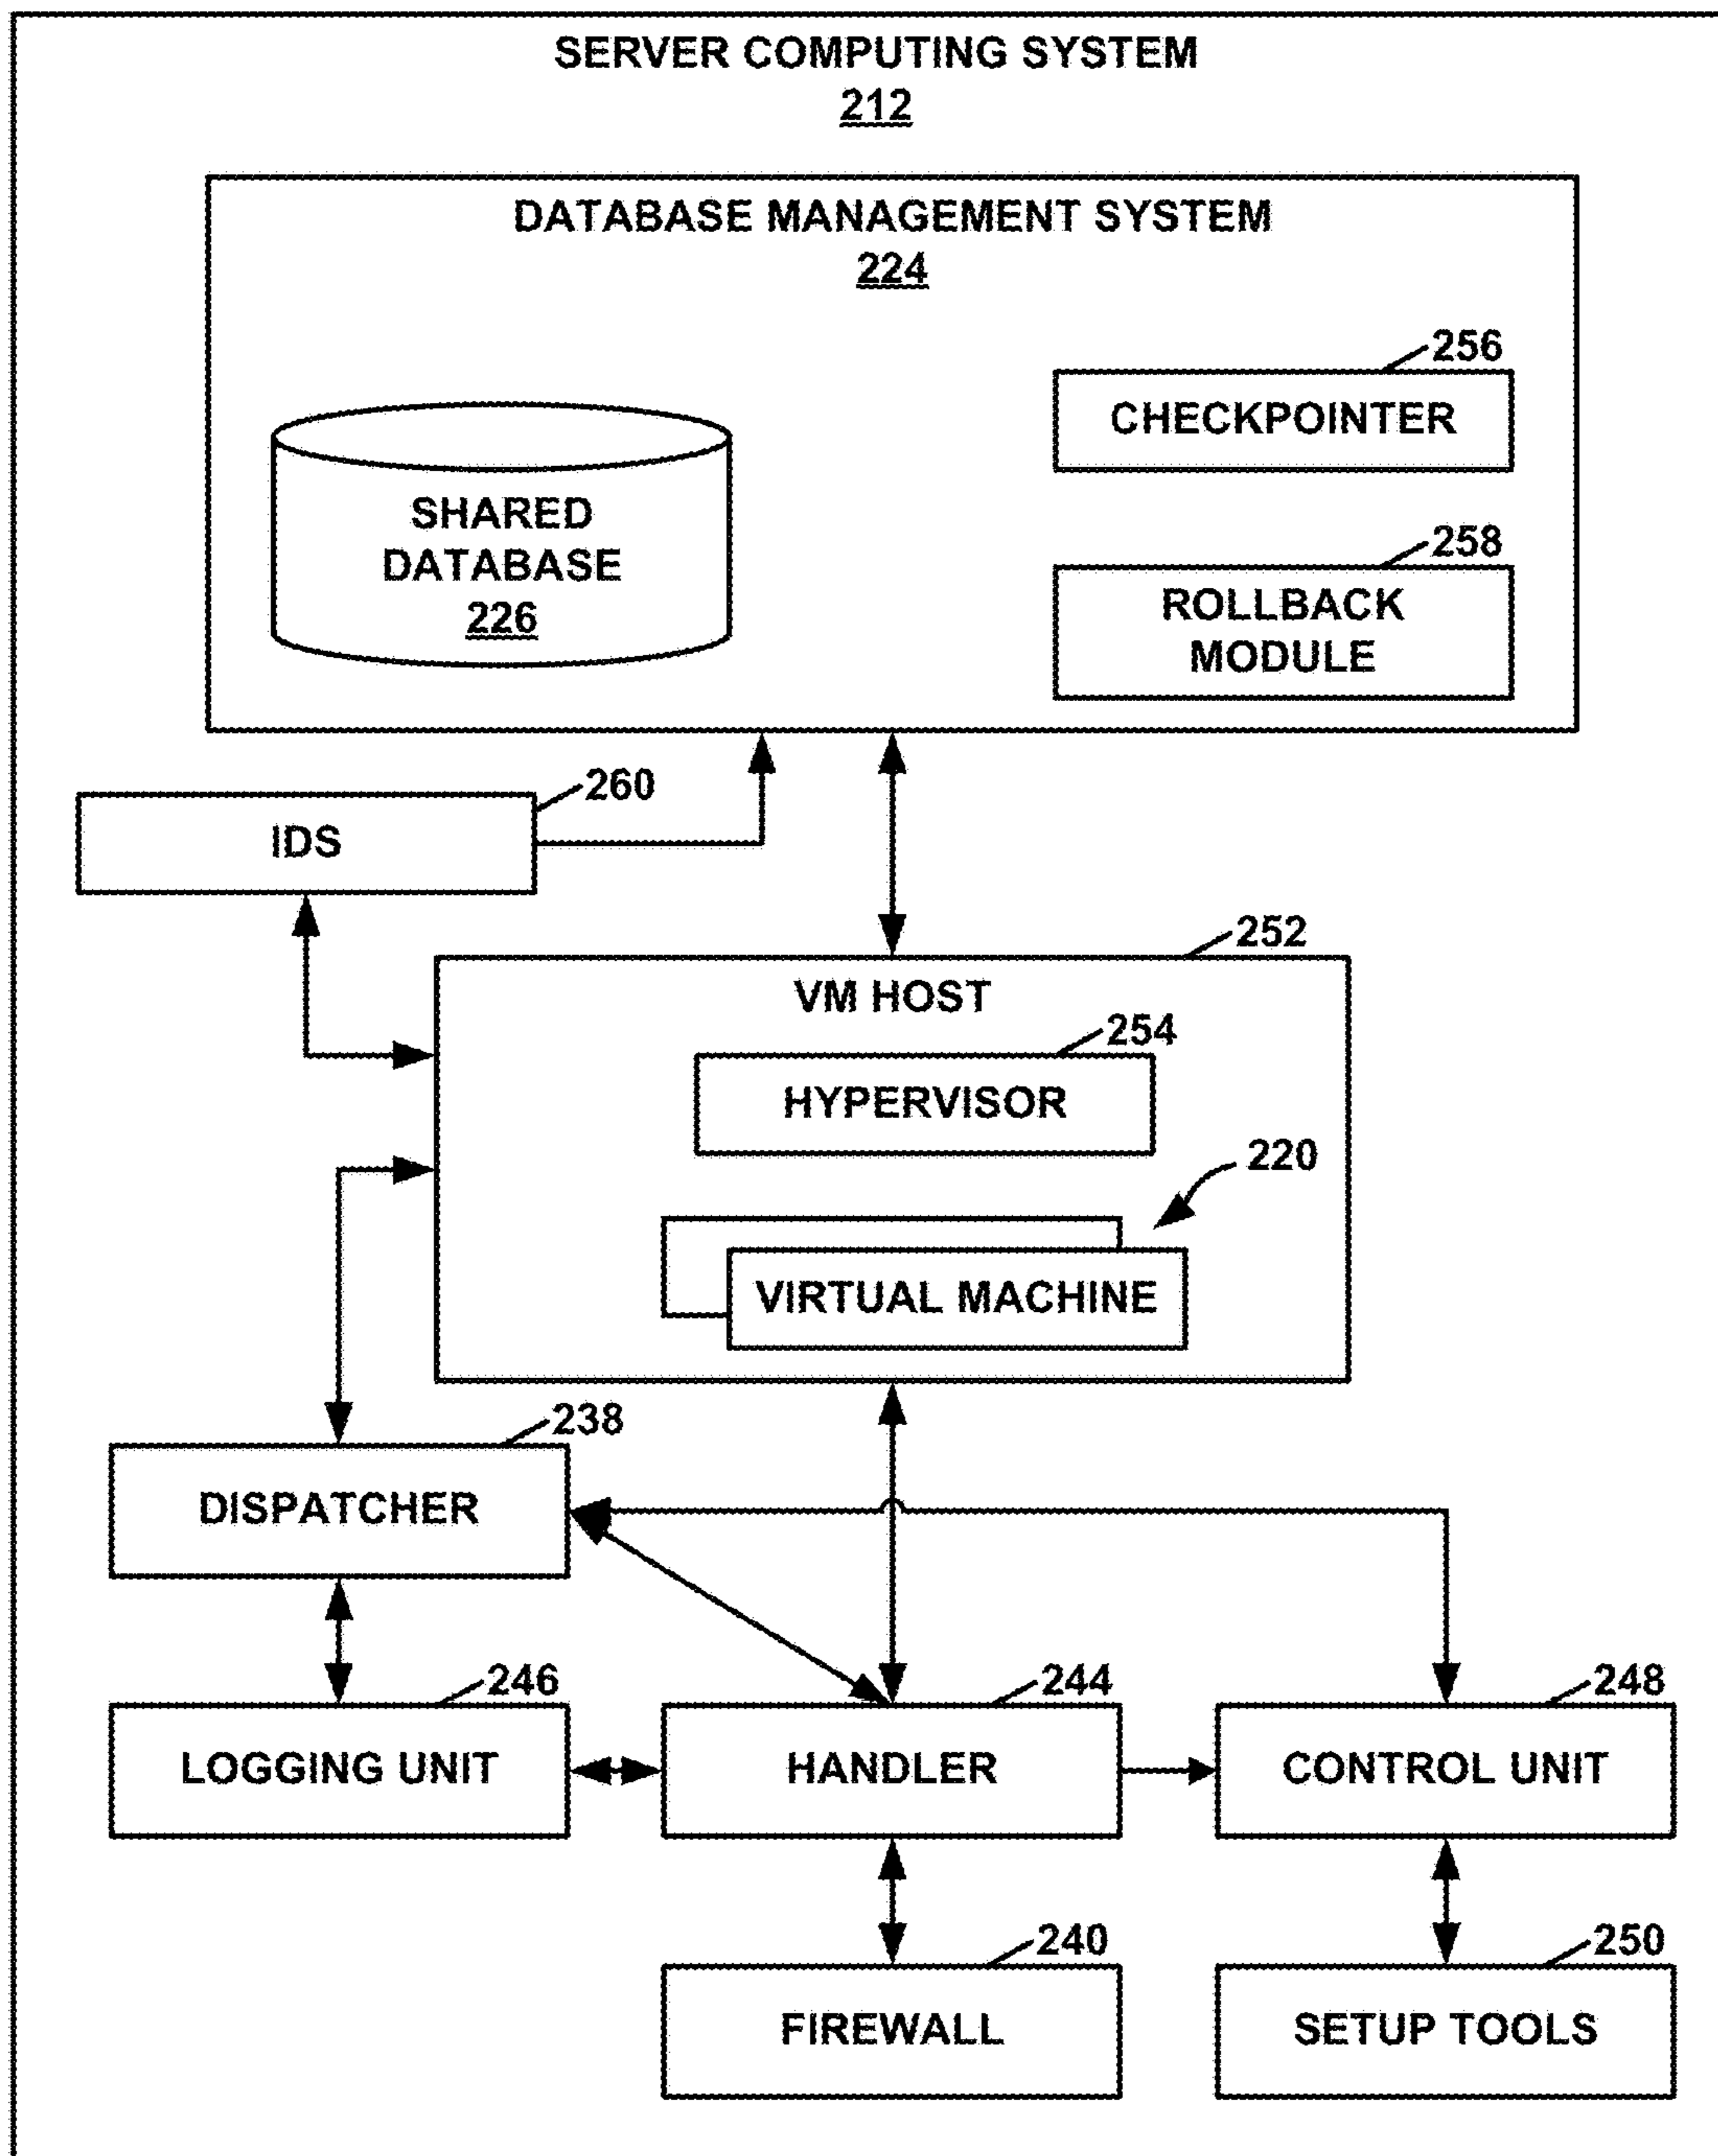 SERVER COMPUTING SYSTEM
212
DATABASE MANAGEMENT SYSTEM
224
256
CHECKPOINTER
SHARED
DATABASE
226
258
ROLLBACK
MODULE
260
IDS
252
VM HOST
254
HYPERVISOR
220
VIRTUAL MACHINE
238
DISPATCHER
246
LOGGING UNIT
244
HANDLER
248
CONTROL UNIT
240
FIREWALL
250
SETUP TOOLS